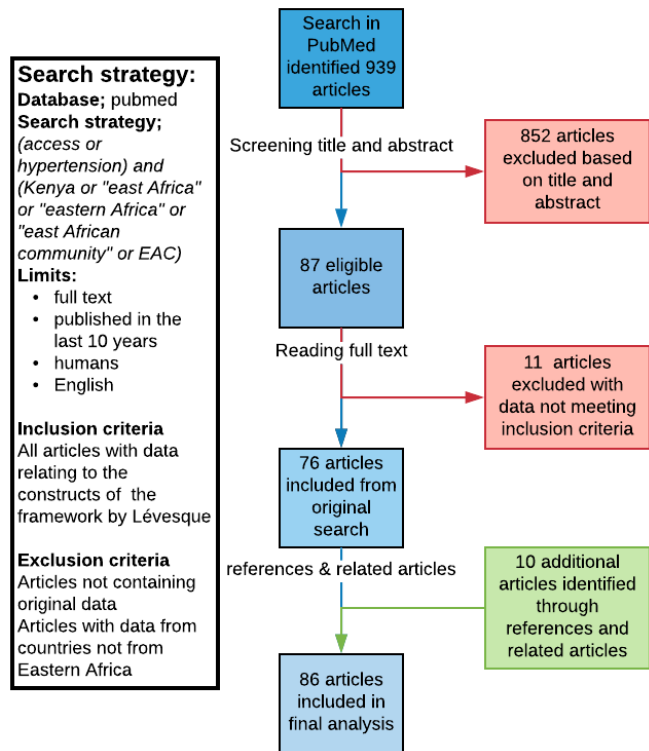 Search strategy:
Database; pubmed
Search strategy;
(access or
hypertension) and
(Kenya or "east Africa"
or "eastern Africa" or
"east African
community" or EAC)
Limits:
• full text
• published in the
last 10 years
• humans
• English
Inclusion criteria
All articles with data
relating to the
constructs of the
framework by Lévesque
Exclusion criteria
Articles not containing
original data
Articles with data from
countries not from
Eastern Africa
Search in
PubMed
identified 939
articles
Screening title and abstract
852 articles
excluded based
on title and
abstract
87 eligible
articles
Reading full text
11 articles
excluded with
data not meeting
inclusion criteria
76 articles
included from
original
search
references & related articles
10 additional
articles identified
through
references and
related articles
86 articles
included in
final analysis